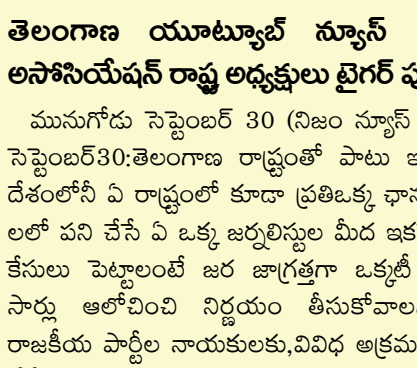 తెలంగాణ యూట్యూబ్ న్యూస్
అసోసియేషన్ రాష్ట్ర అధ్యక్షులు టైగర్
మునుగోడు సెప్టెంబర్ 30 (నిజం న్యూస్
సెప్టెంబర్30:తెలంగాణ రాష్ట్రంతో పాటు
దేశంలోనీ ఏ రాష్ట్రంలో కూడా ప్రతిఒక్క
లలో పని చేసే ఏ ఒక్క జర్నలిస్టుల మీద ఇక
కేసులు పెట్టాలంటే జర జాగ్రత్తగా ఒక్కటీ
సార్లు ఆలోచించి నిర్ణయం తీసుకోవాల
రాజకీయ పార్టీల నాయకులకు,వివిధ అక్రమ